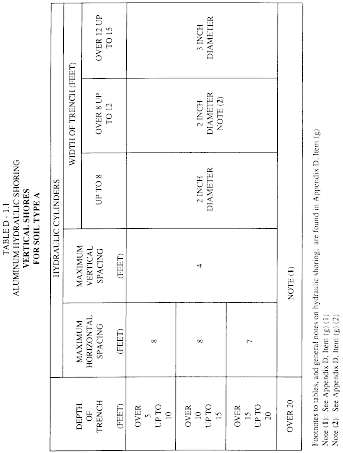 TABLE D - 1.1
ALUMINUM HYDRAULIC SHORING
VERTICAL SHORES
FOR SOIL TYPE A
HYDRAULIC CYLINDERS
DEPTH
OF
TRENCH
(FEET)
MAXIMUM
HORIZONTAL
SPACING
(FEET)
MAXIMUM
VERTICAL
SPACING
(FEET)
WIDTH OF TRENCH (FEET)
UP TO 8
OVER 8 UP
TO 12
OVER 12 UP
TO 15
OVER
5
UP TO
10
8
OVER
10
UP TO
15
8
4
2 INCH
DIAMETER
2 INCH
DIAMETER
NOTE (2)
3 INCH
DIAMETER
OVER
15
UP TO
20
7
OVER 20
NOTE (1)
Footnotes to tables, and general notes on hydraulic shoring, are found in Appendix D, Item (g)
Note (1): See Appendix D, Item (g) (1)
Note (2): See Appendix D, Item (g) (2)